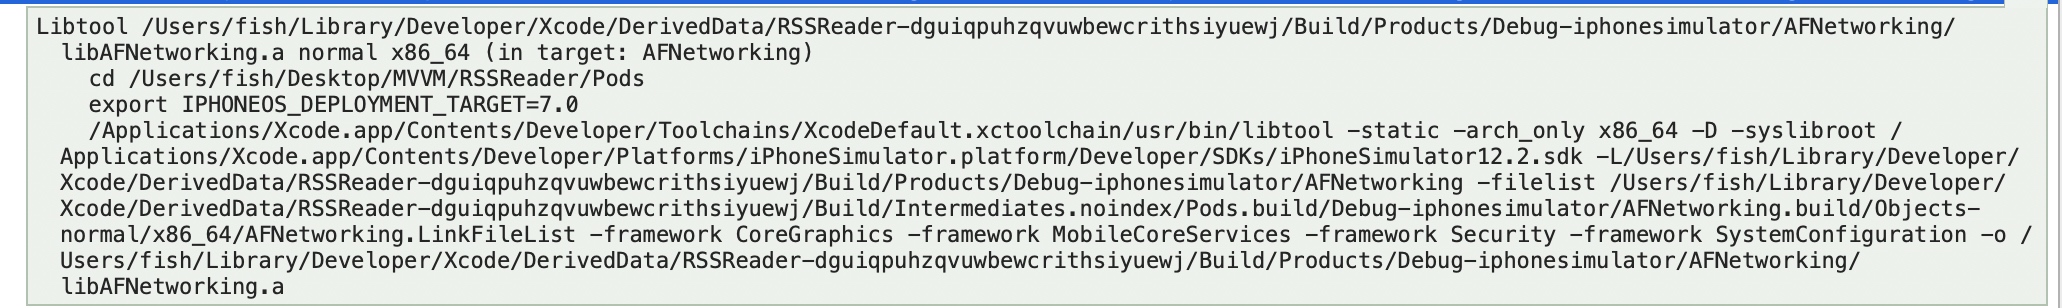 Libtool /Users/fish/Library/Developer/Xcode/DerivedData/RSSReader-dguiqpuhzqvuwbewcrithsiyuewj/Build/Products/Debug-iphonesimulator/AFNetworking/
libAFNetworking.a normal x86_64 (in target: AFNetworking)
cd /Users/fish/Desktop/MVVM/RSSReader/Pods
export IPHONEOS_DEPLOYMENT_TARGET=7.0
/Applications/Xcode.app/Contents/Developer/Toolchains/XcodeDefault.xctoolchain/usr/bin/libtool -static -arch_only x86_64 -D -syslibroot /
Applications/Xcode.app/Contents/Developer/Platforms/iPhoneSimulator.platform/Developer/SDKs/iPhoneSimulator12.2.sdk -L/Users/fish/Library/Developer/
Xcode/DerivedData/RSSReader-dguiqpuhzqvuwbewcrithsiyuewj/Build/Products/Debug-iphonesimulator/AFNetworking -filelist /Users/fish/Library/Developer/
Xcode/DerivedData/RSSReader-dguiqpuhzqvuwbewcrithsiyuewj/Build/Intermediates.noindex/Pods.build/Debug-iphonesimulator/AFNetworking.build/Objects-
normal/x86_64/AFNetworking.LinkFileList -framework CoreGraphics -framework MobileCoreServices -framework Security -framework SystemConfiguration -o /
Users/fish/Library/Developer/Xcode/DerivedData/RSSReader-dguiqpuhzqvuwbewcrithsiyuewj/Build/Products/Debug-iphonesimulator/AFNetworking/
libAFNetworking.a